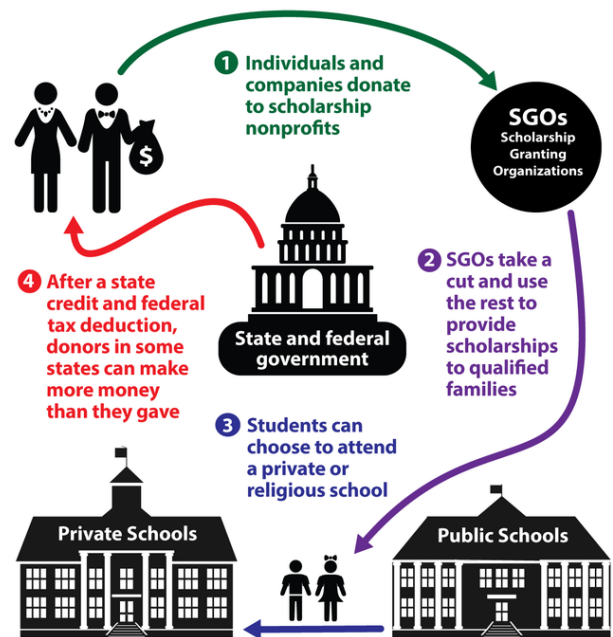 1 Individuals and
companies donate
to scholarship
nonprofits
SGOs
Scholarship
Granting
Organizations
$
2 SGOs take a
cut and use
the rest to
provide
scholarships
to qualified
families
4 After a state
credit and federal
tax deduction,
donors in some
states can make
more money
than they gave
State and federal
government
3 Students can
choose to attend
a private or
religious school
Private Schools
Public Schools